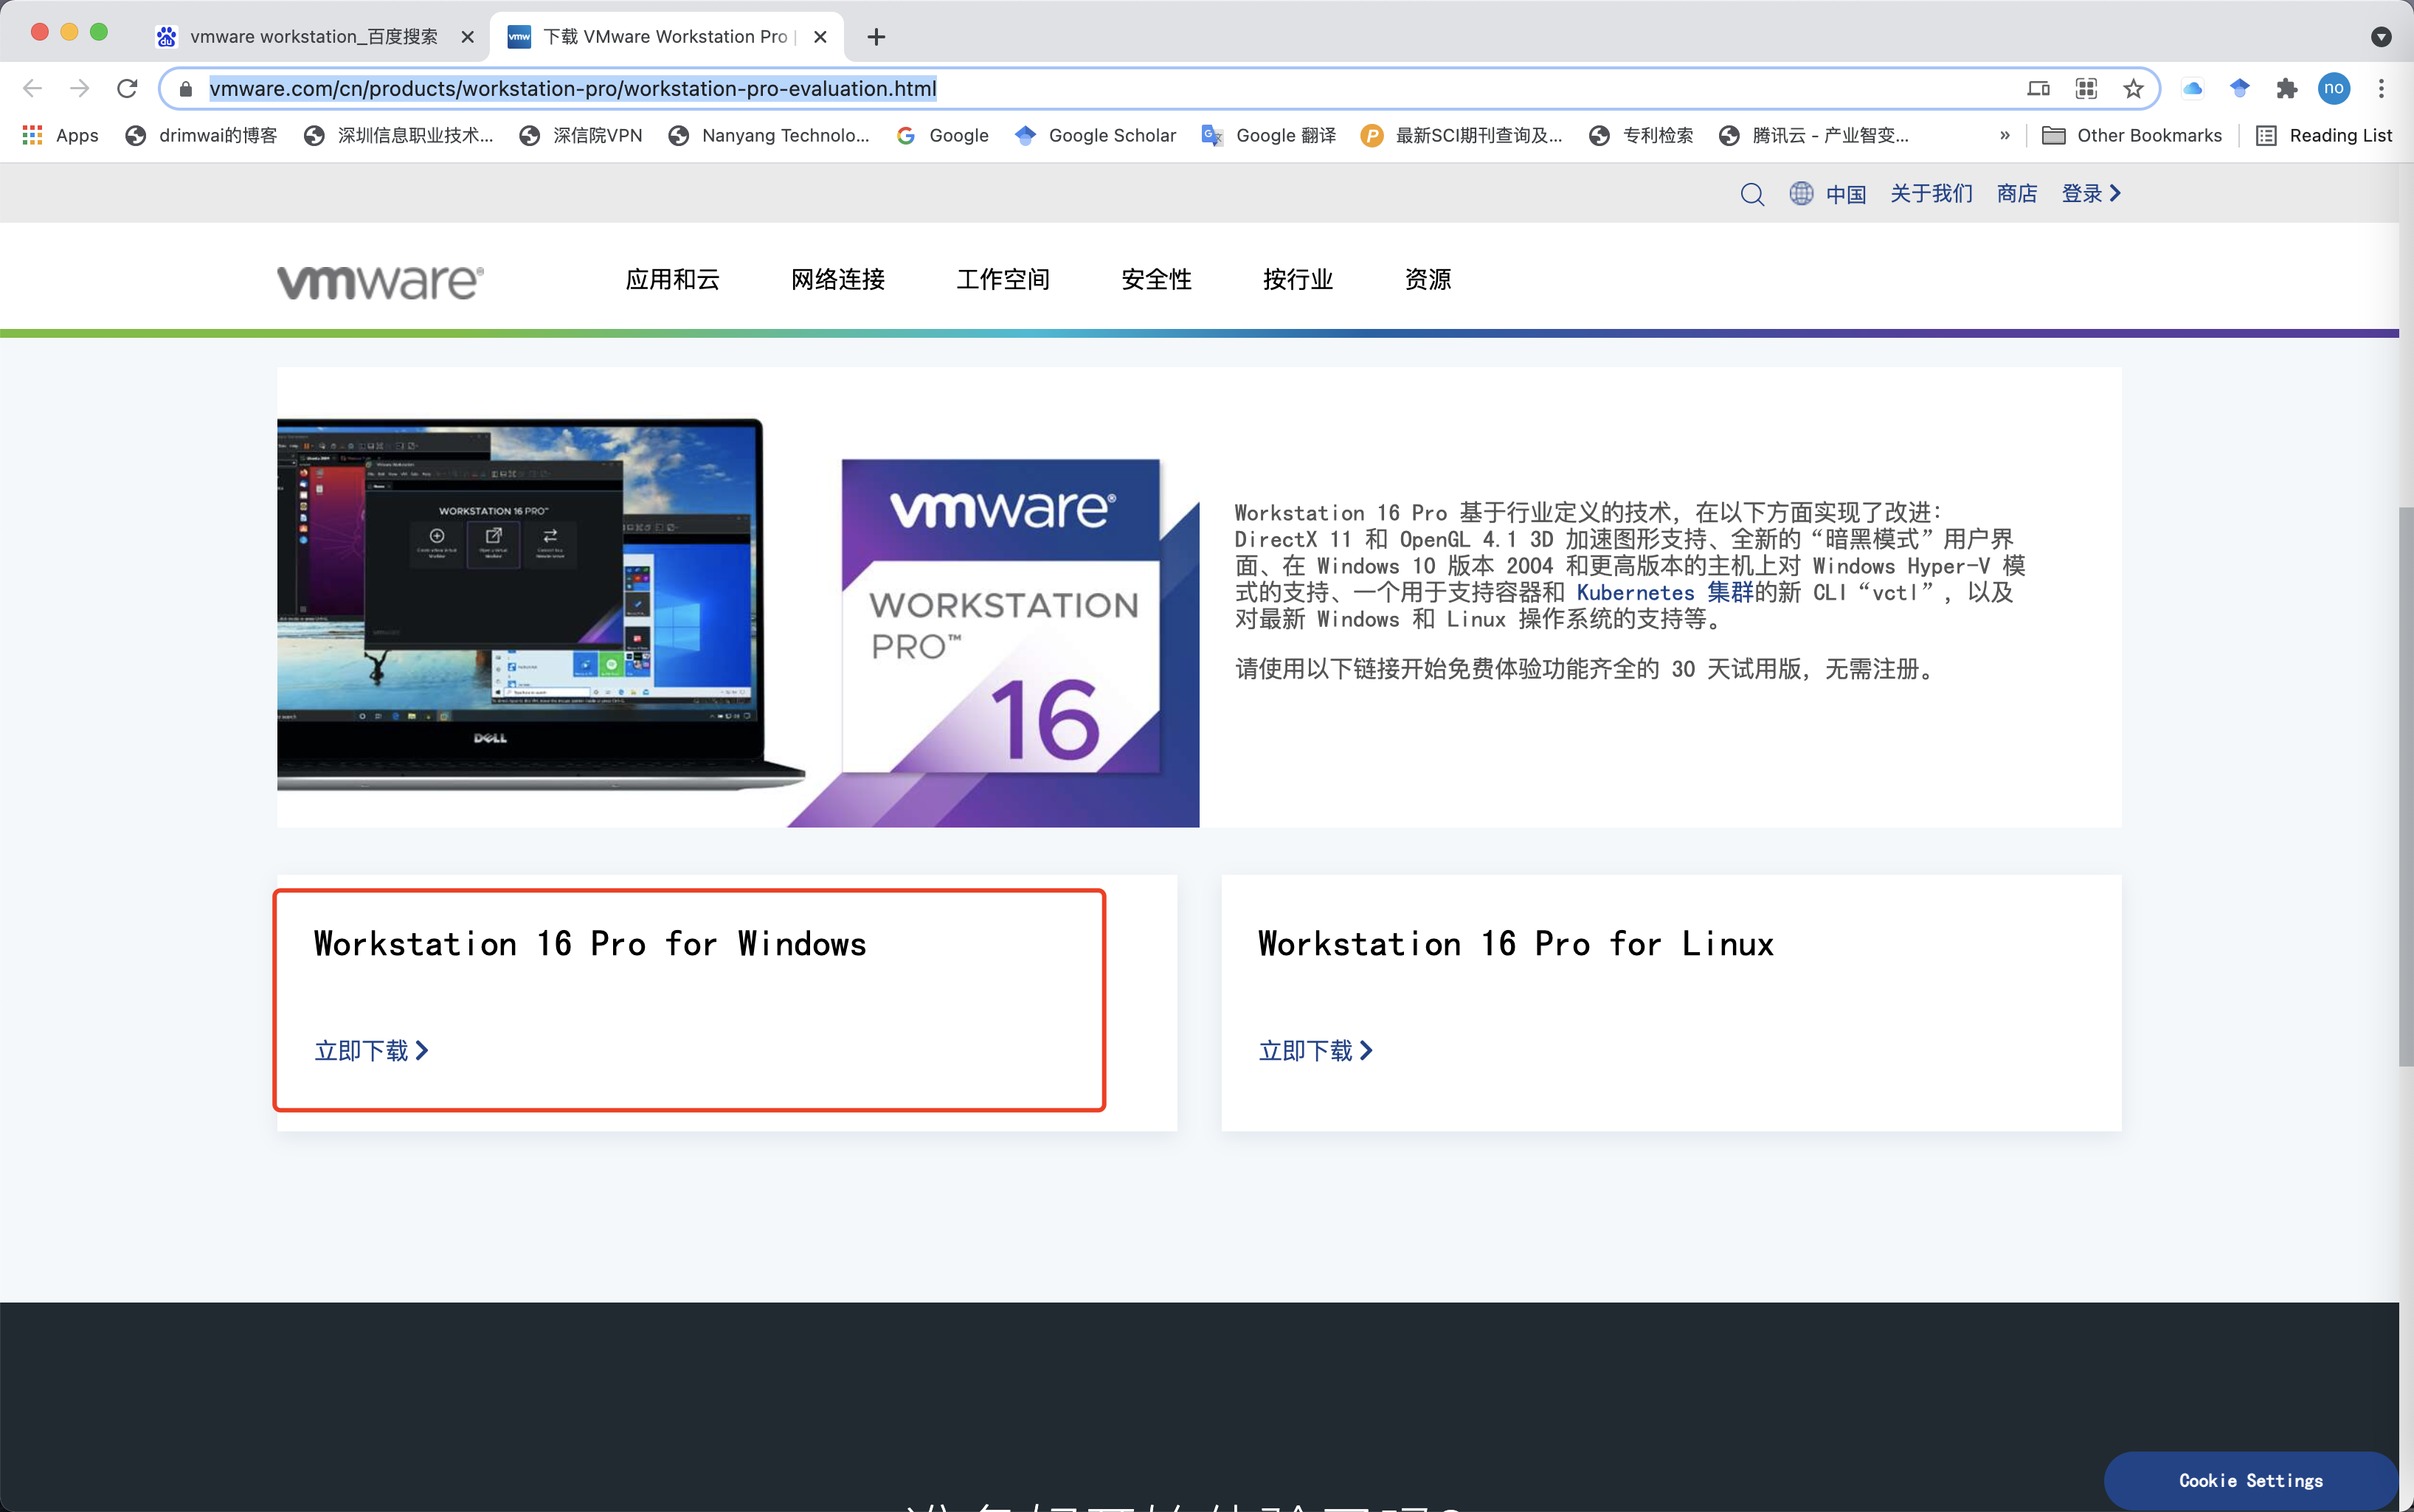 vmware workstation_百度搜索
下载 VMware Workstation Pro |
vmware.com/cn/products/workstation-pro/workstation-pro-evaluation.html
no
Apps
drimwai的博客
深圳信息职业技术...
深信院VPN
Nanyang Technolo...
Google
Google Scholar
Google 翻译
最新SCI期刊查询及...
专利检索
腾讯云 - 产业智变...
»
Other Bookmarks
Reading List
中国
关于我们
商店
登录
vmware®
应用和云
网络连接
工作空间
安全性
按行业
资源
WORKSTATION 16 PRO™
DELL
vmware®
WORKSTATION
PRO™
16
Workstation 16 Pro 基于行业定义的技术，在以下方面实现了改进：
DirectX 11 和 OpenGL 4.1 3D 加速图形支持、全新的“暗黑模式”用户界
面、在 Windows 10 版本 2004 和更高版本的主机上对 Windows Hyper-V 模
式的支持、一个用于支持容器和 Kubernetes 集群的新 CLI“vctl”，以及
对最新 Windows 和 Linux 操作系统的支持等。
请使用以下链接开始免费体验功能齐全的 30 天试用版，无需注册。
Workstation 16 Pro for Windows
立即下载
Workstation 16 Pro for Linux
立即下载
Cookie Settings